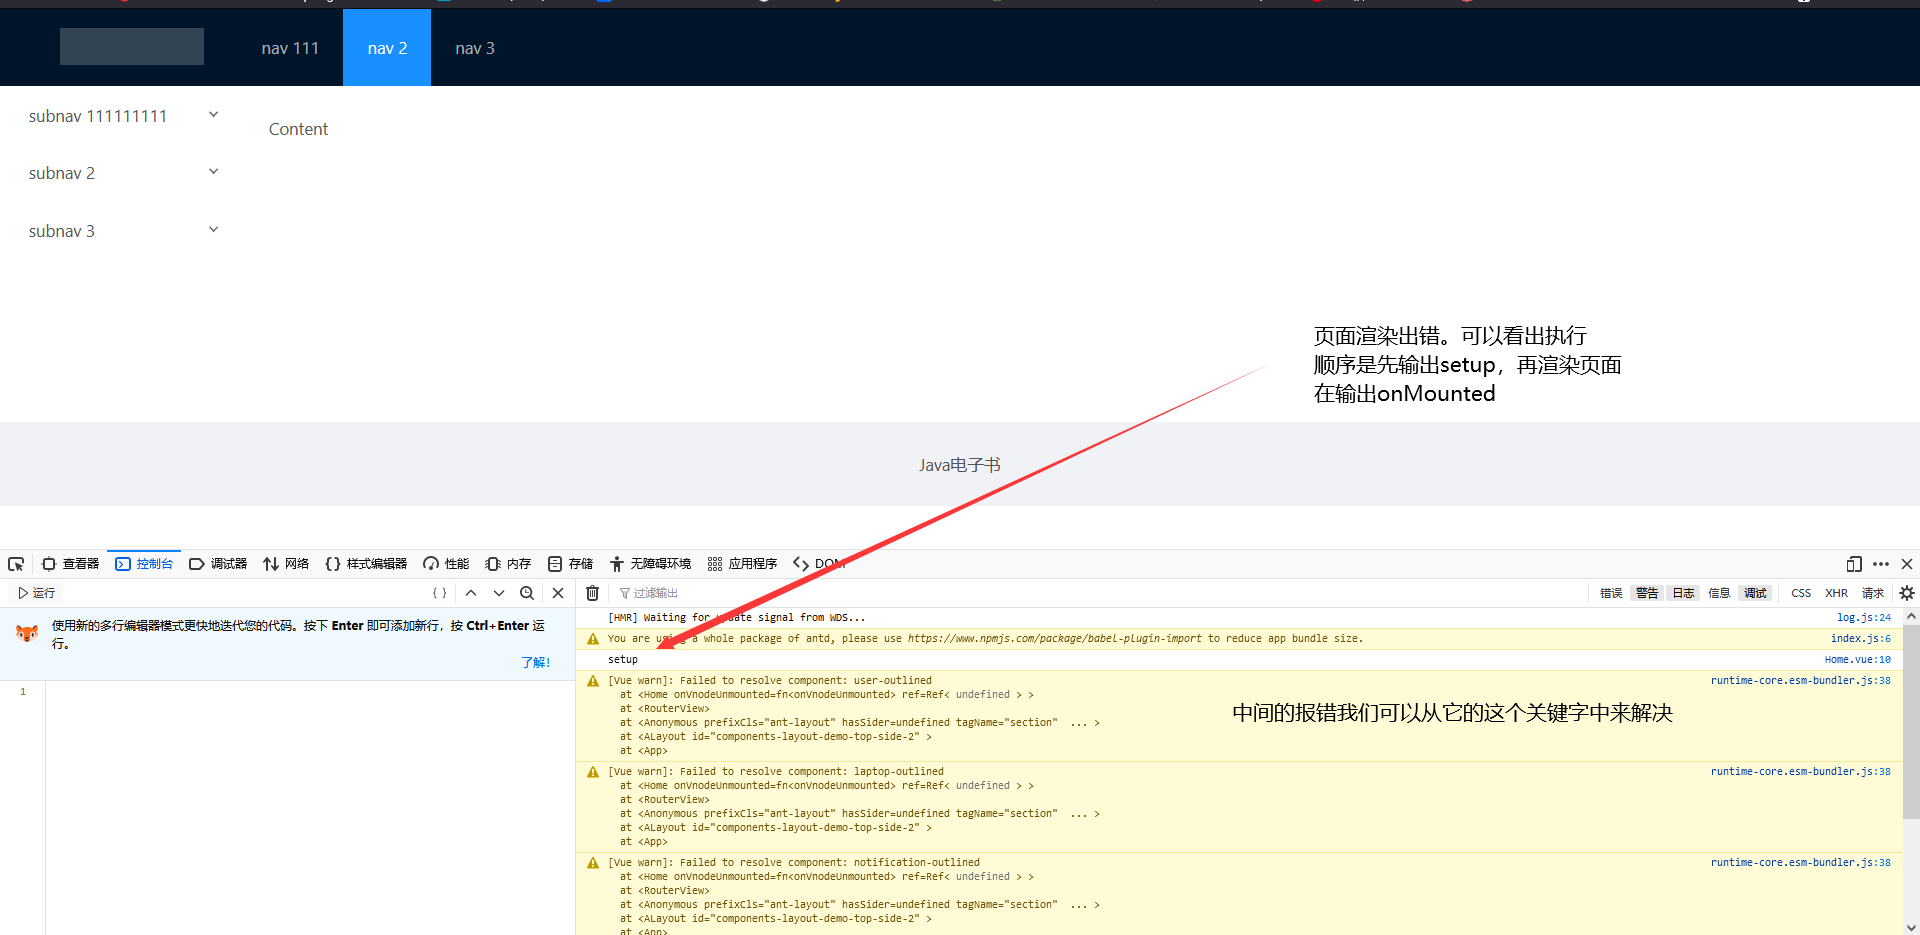 nav 111
nav 2
nav 3
subnav 111111111
Content
subnav 2
subnav 3
页面渲染出错。可以看出执行
顺序是先输出setup，再渲染页面
在输出onMounted
Java电子书
查看器 控制台 调试器 网络 {} 样式编辑器 性能 内存 存储 无障碍环境 应用程序 DOM
运行 { } 过滤输出 错误 警告 日志 信息 调试 CSS XHR 请求
使用新的多行编辑器模式更快地迭代您的代码。按下 Enter 即可添加新行，按 Ctrl+Enter 运
行。
了解!
1
[HMR] Waiting for update signal from WDS... log.js:24
You are using a whole package of antd, please use https://www.npmjs.com/package/babel-plugin-import to reduce app bundle size. index.js:6
setup Home.vue:10
[Vue warn]: Failed to resolve component: user-outlined runtime-core.esm-bundler.js:38
at <Home onVnodeUnmounted=fn<onVnodeUnmounted> ref=Ref< undefined > >
at <RouterView>
at <Anonymous prefixCls="ant-layout" hasSider=undefined tagName="section" ... >
at <ALayout id="components-layout-demo-top-side-2" >
at <App>
中间的报错我们可以从它的这个关键字中来解决
[Vue warn]: Failed to resolve component: laptop-outlined runtime-core.esm-bundler.js:38
at <Home onVnodeUnmounted=fn<onVnodeUnmounted> ref=Ref< undefined > >
at <RouterView>
at <Anonymous prefixCls="ant-layout" hasSider=undefined tagName="section" ... >
at <ALayout id="components-layout-demo-top-side-2" >
at <App>
[Vue warn]: Failed to resolve component: notification-outlined runtime-core.esm-bundler.js:38
at <Home onVnodeUnmounted=fn<onVnodeUnmounted> ref=Ref< undefined > >
at <RouterView>
at <Anonymous prefixCls="ant-layout" hasSider=undefined tagName="section" ... >
at <ALayout id="components-layout-demo-top-side-2" >
at <App>